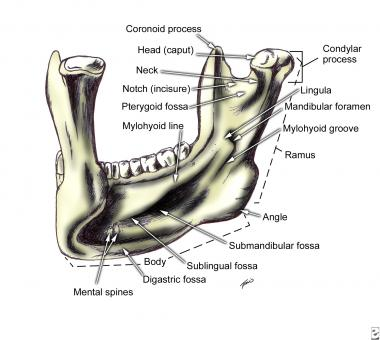 Coronoid process
Head (caput)
Condylar
process
Neck
Notch (incisure)
Lingula
Pterygoid fossa
Mandibular foramen
Mylohyoid line
Mylohyoid groove
Ramus
Angle
Submandibular fossa
Body
Sublingual fossa
Digastric fossa
Mental spines